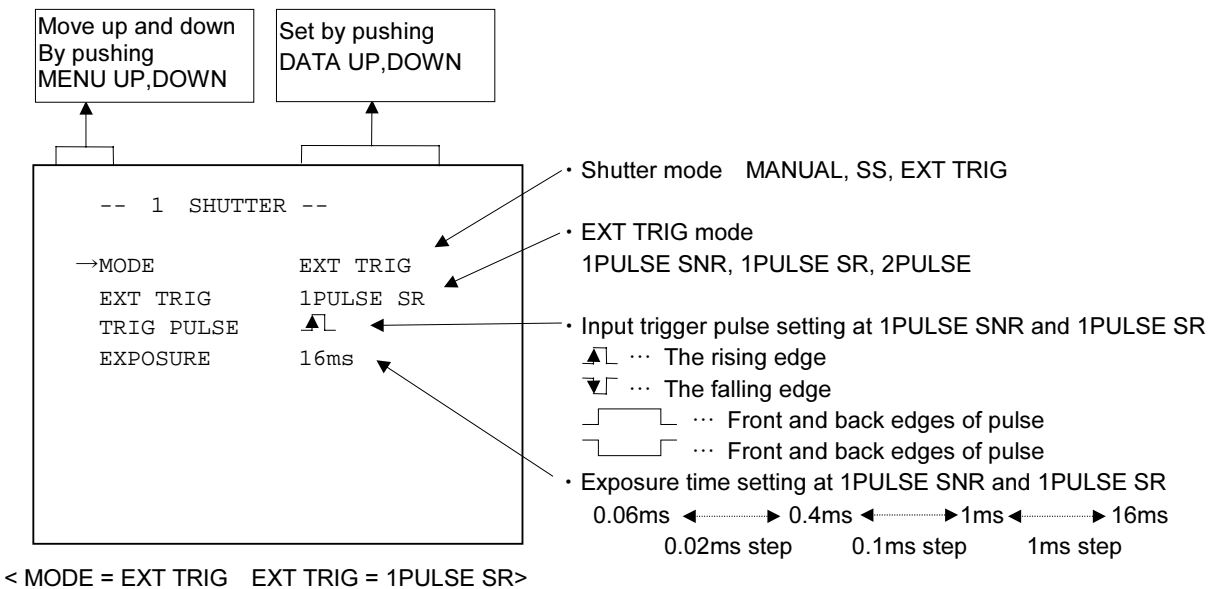 Move up and down
By pushing
MENU UP,DOWN
Set by pushing
DATA UP,DOWN
-- 1 SHUTTER --
→MODE EXT TRIG
EXT TRIG 1PULSE SR
TRIG PULSE
EXPOSURE 16ms
・Shutter mode MANUAL, SS, EXT TRIG
・EXT TRIG mode
1PULSE SNR, 1PULSE SR, 2PULSE
・Input trigger pulse setting at 1PULSE SNR and 1PULSE SR
… The rising edge
… The falling edge
… Front and back edges of pulse
… Front and back edges of pulse
・Exposure time setting at 1PULSE SNR and 1PULSE SR
0.06ms 0.4ms 1ms 16ms
0.02ms step 0.1ms step 1ms step
< MODE = EXT TRIG EXT TRIG = 1PULSE SR>